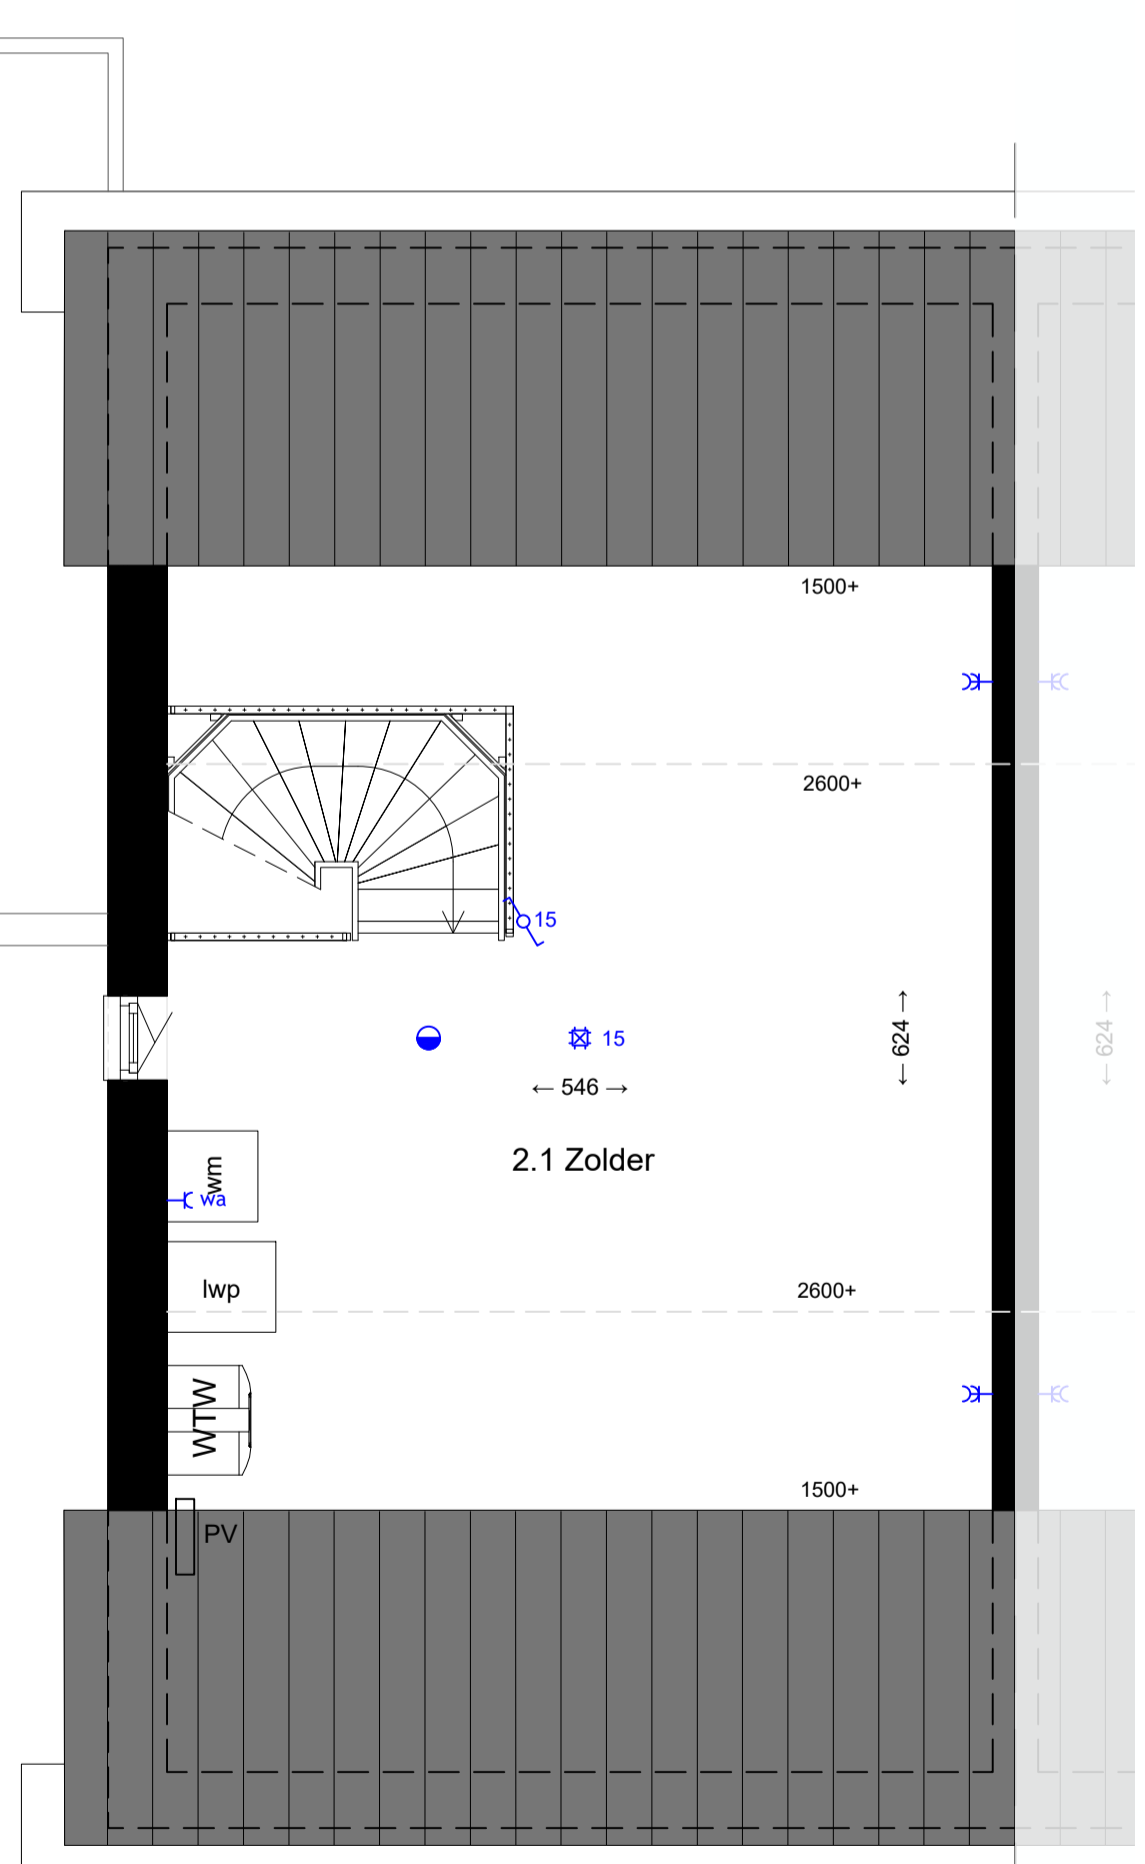 1500+
2600+
15
← 624 →
← 624 →
15
← 546 →
2.1 Zolder
wm
wa
lwp
2600+
WTW
1500+
PV